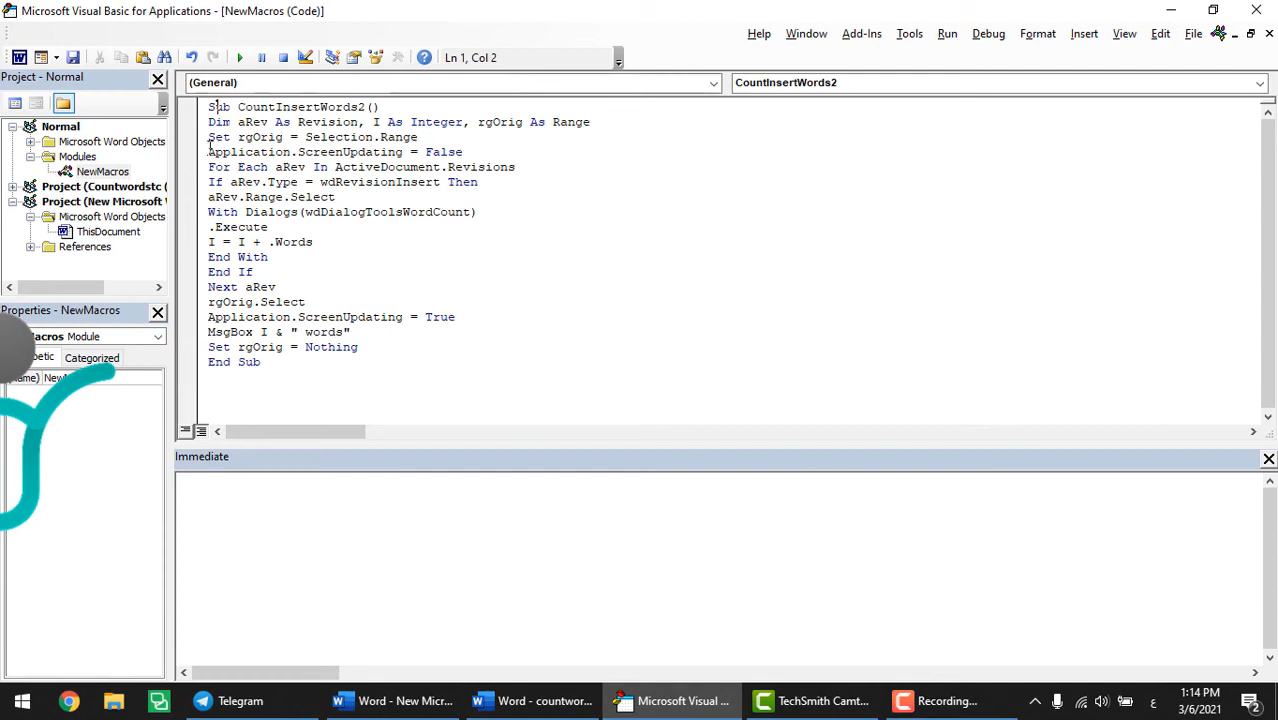 Microsoft Visual Basic for Applications - [NewMacros (Code)]
Help Window Add-Ins Tools Run Debug Format Insert View Edit File
Ln 1, Col 2
Project - Normal
Normal
Microsoft Word Objects
Modules
NewMacros
Project (Countwordstc
Project (New Microsoft
Microsoft Word Objects
ThisDocument
References
Properties - NewMacros
Macros Module
betic Categorized
(Name) New
(General)
CountInsertWords2
Sub CountInsertWords2()
Dim aRev As Revision, I As Integer, rgOrig As Range
Set rgOrig = Selection.Range
Application.ScreenUpdating = False
For Each aRev In ActiveDocument.Revisions
If aRev.Type = wdRevisionInsert Then
aRev.Range.Select
With Dialogs(wdDialogToolsWordCount)
.Execute
I = I + .Words
End With
End If
Next aRev
rgOrig.Select
Application.ScreenUpdating = True
MsgBox I & " words"
Set rgOrig = Nothing
End Sub
Immediate
Telegram
Word - New Micr...
Word - countwor...
Microsoft Visual ...
TechSmith Camt...
Recording...
ع
1:14 PM
3/6/2021
2